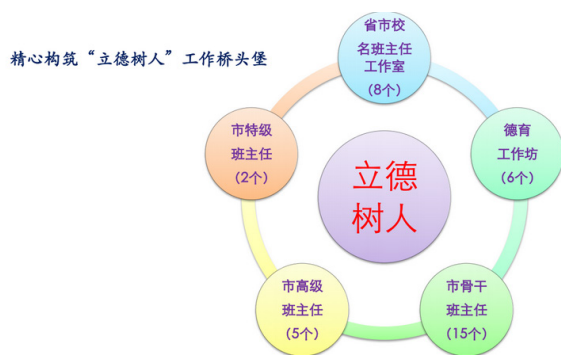 精心构筑“立德树人”工作桥头堡
省市校
名班主任
工作室
(8个)
德育
工作坊
(6个)
市骨干
班主任
(15个)
市高级
班主任
(5个)
市特级
班主任
(2个)
立德
树人